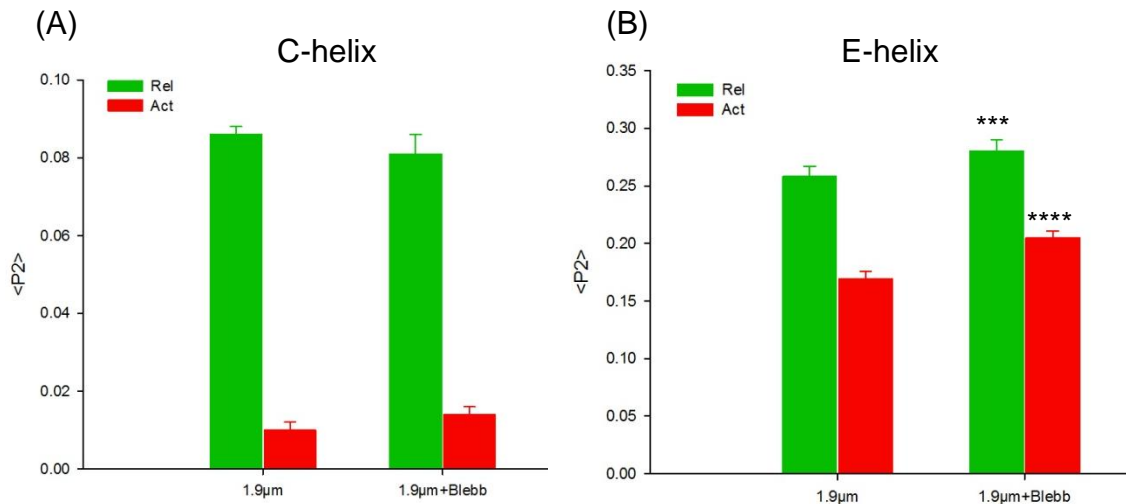 (A)
C-helix
Rel
Act
0.10
0.08
0.06
0.04
0.02
0.00
<P2>
1.9µm
1.9µm+Blebb
(B)
E-helix
Rel
Act
0.35
0.30
0.25
0.20
0.15
0.10
0.05
0.00
<P2>
***
****
1.9µm
1.9µm+Blebb